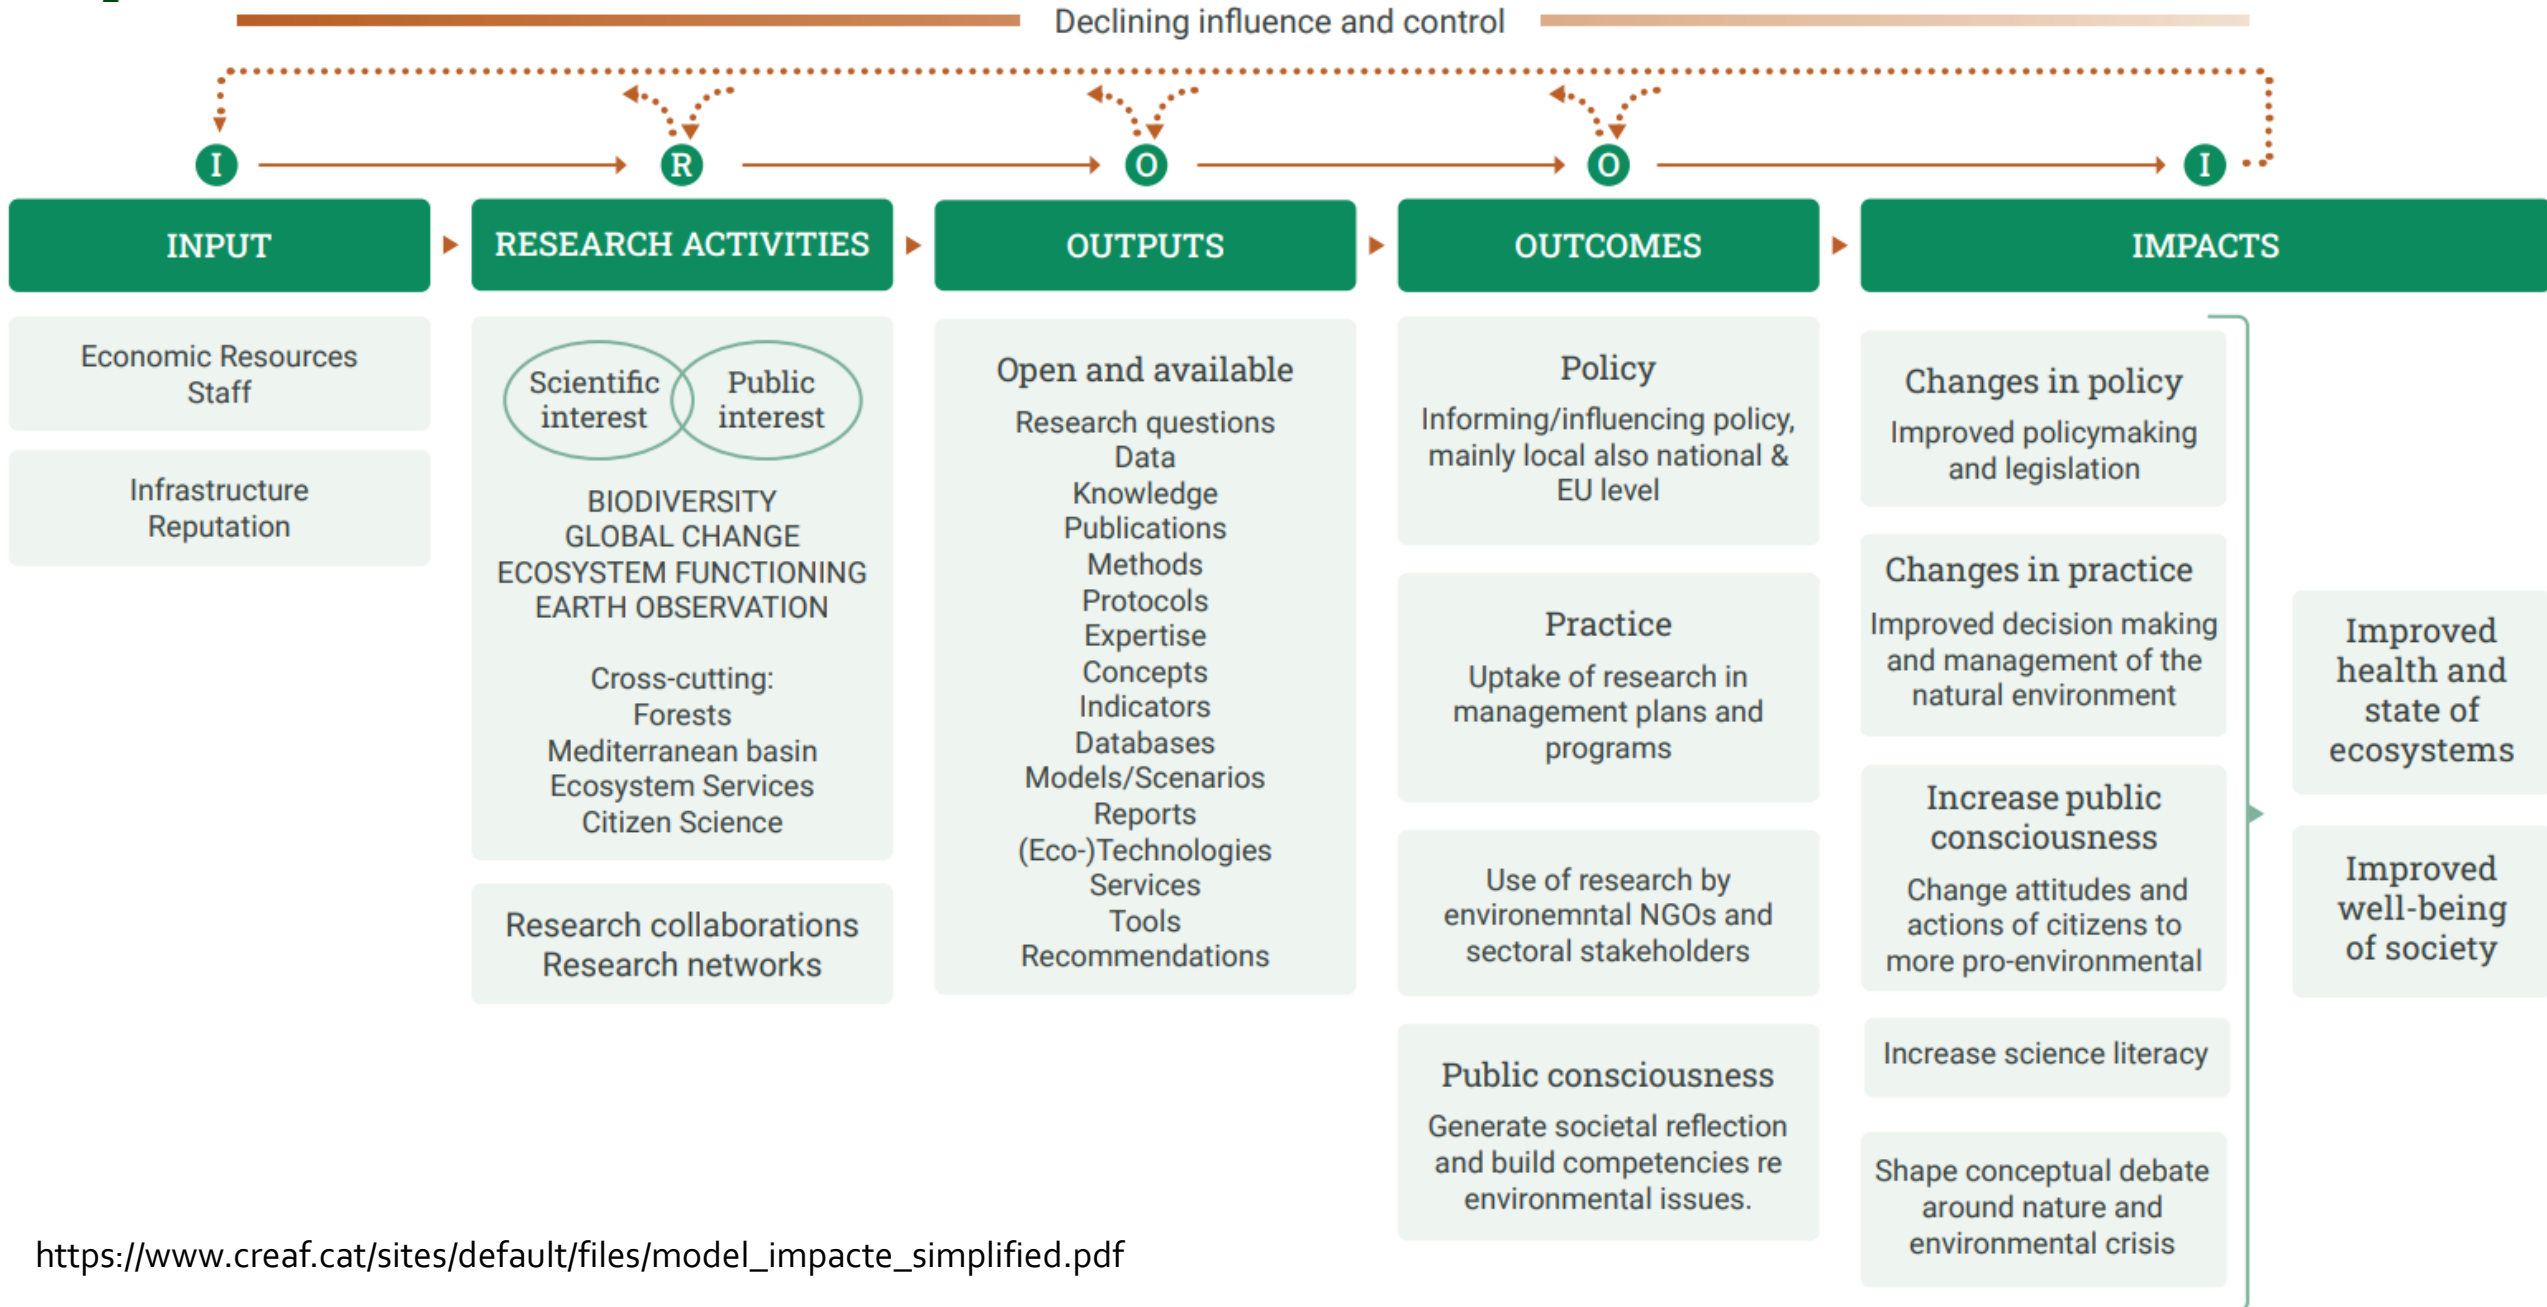 Declining influence and control
I
R
O
O
I
INPUT
RESEARCH ACTIVITIES
OUTPUTS
OUTCOMES
IMPACTS
Economic Resources
Staff
Infrastructure
Reputation
Scientific
interest
Public
interest
BIODIVERSITY
GLOBAL CHANGE
ECOSYSTEM FUNCTIONING
EARTH OBSERVATION
Cross-cutting:
Forests
Mediterranean basin
Ecosystem Services
Citizen Science
Research collaborations
Research networks
Open and available
Research questions
Data
Knowledge
Publications
Methods
Protocols
Expertise
Concepts
Indicators
Databases
Models/Scenarios
Reports
(Eco-)Technologies
Services
Tools
Recommendations
Policy
Informing/influencing policy,
mainly local also national &
EU level
Practice
Uptake of research in
management plans and
programs
Use of research by
environemntal NGOs and
sectoral stakeholders
Public consciousness
Generate societal reflection
and build competencies re
environmental issues.
Changes in policy
Improved policymaking
and legislation
Changes in practice
Improved decision making
and management of the
natural environment
Increase public
consciousness
Change attitudes and
actions of citizens to
more pro-environmental
Increase science literacy
Shape conceptual debate
around nature and
environmental crisis
Improved
health and
state of
ecosystems
Improved
well-being
of society
https://www.creaf.cat/sites/default/files/model_impacte_simplified.pdf